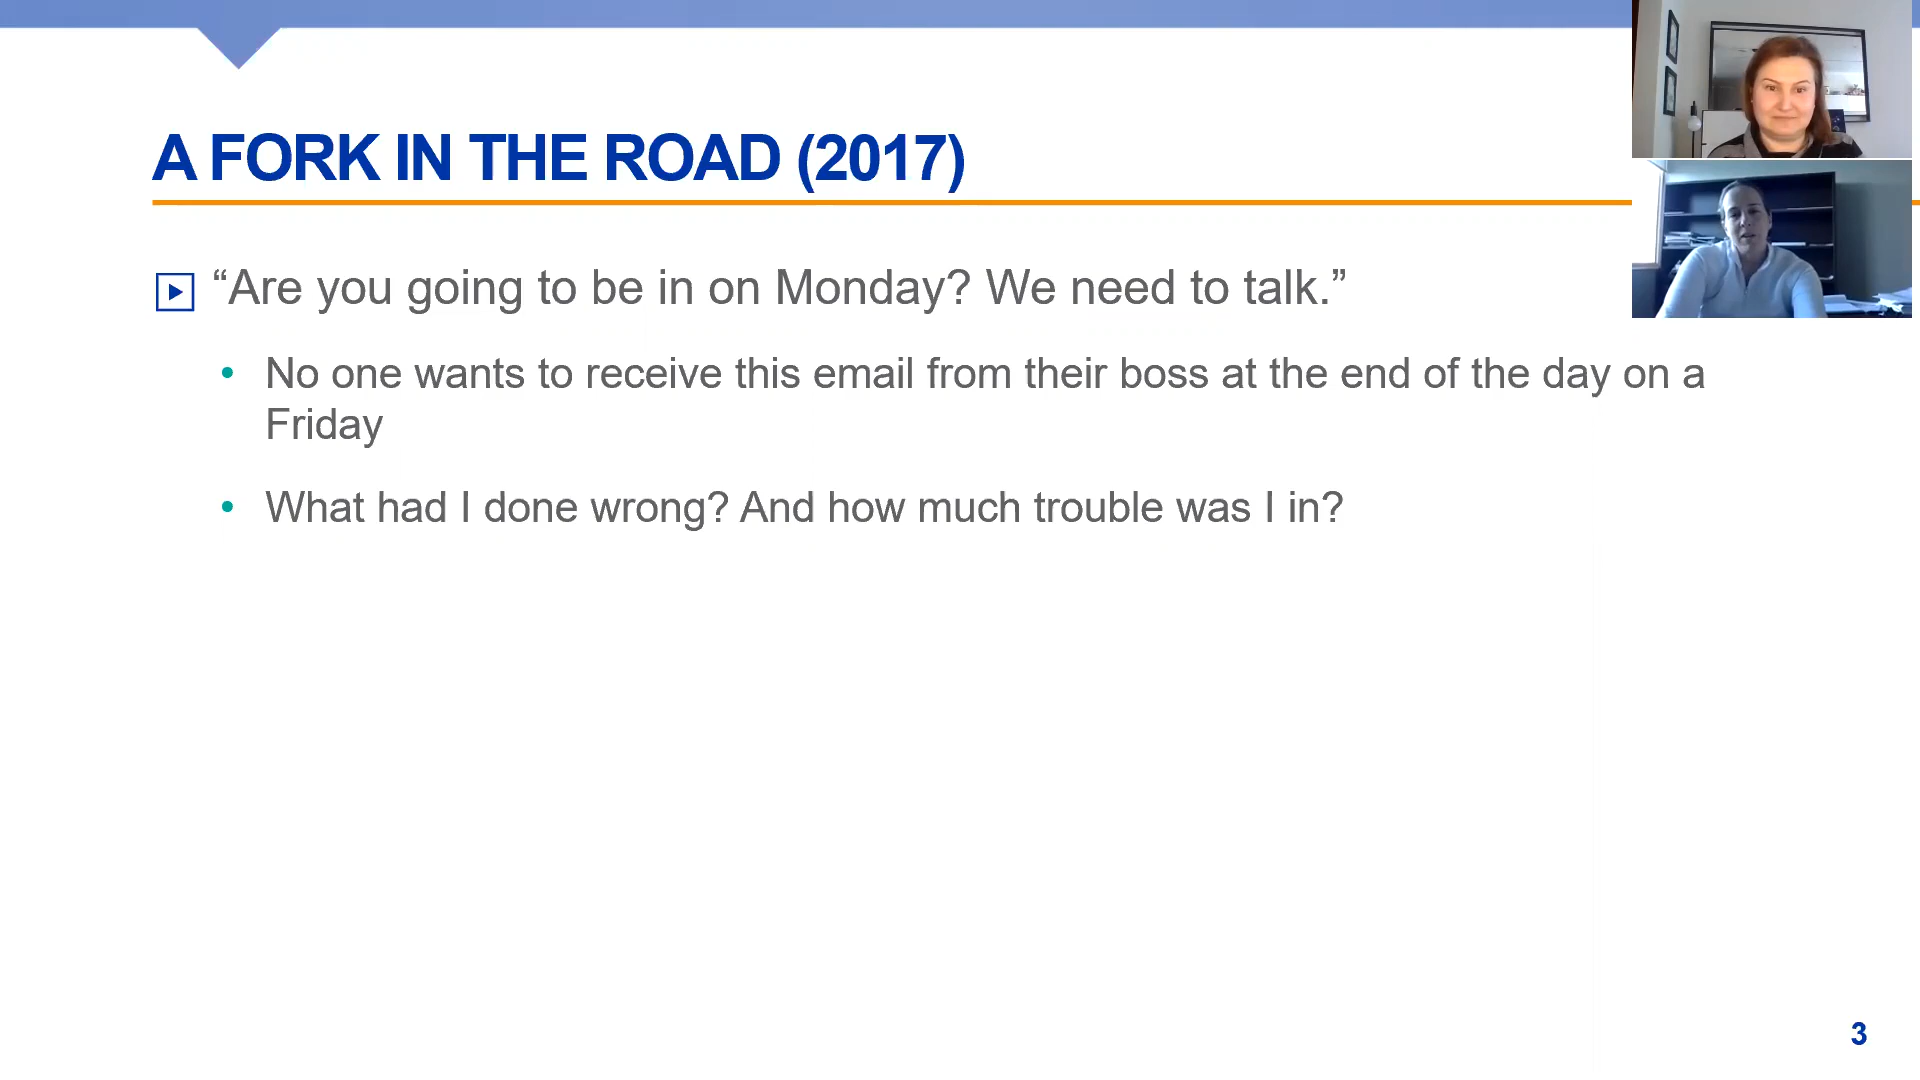 A FORK IN THE ROAD (2017)
“Are you going to be in on Monday? We need to talk.”
• No one wants to receive this email from their boss at the end of the day on a
Friday
• What had I done wrong? And how much trouble was I in?
3